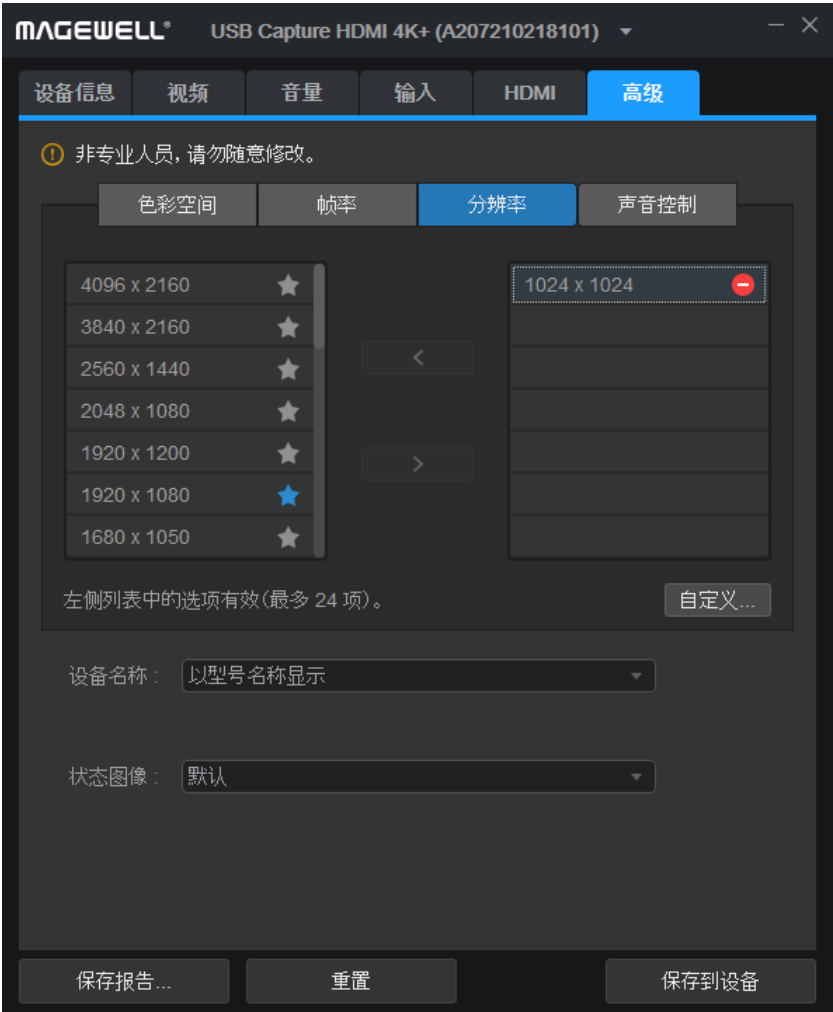 MAGEWELL® USB Capture HDMI 4K+ (A207210218101)
设备信息 视频 音量 输入 HDMI 高级
非专业人员,请勿随意修改。
色彩空间 帧率 分辨率 声音控制
4096 x 2160
3840 x 2160
2560 x 1440
2048 x 1080
1920 x 1200
1920 x 1080
1680 x 1050
<
>
1024 x 1024
左侧列表中的选项有效(最多 24 项)。
自定义...
设备名称 : 以型号名称显示
状态图像 : 默认
保存报告... 重置 保存到设备